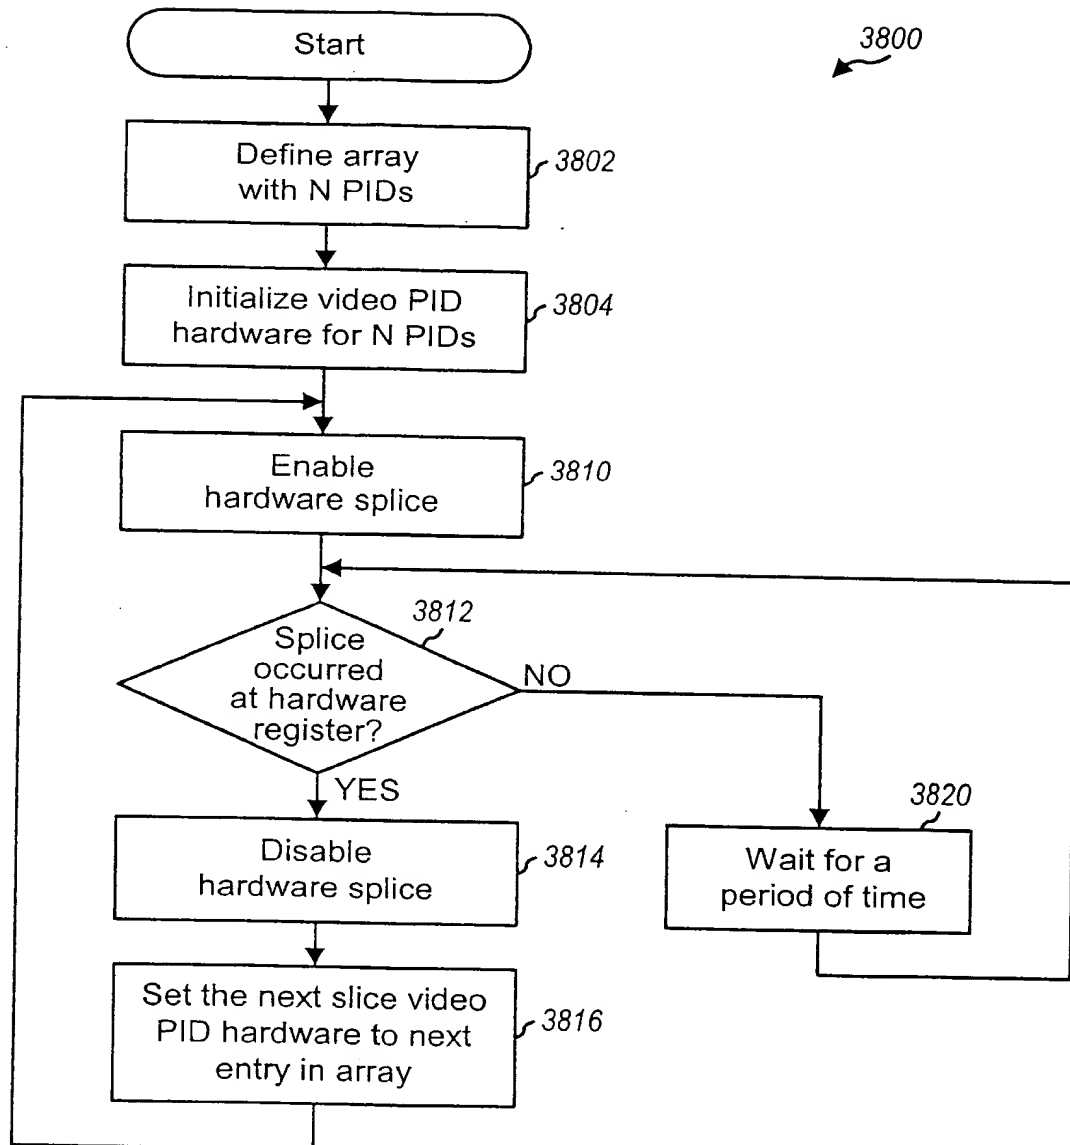 Start
3800
Define array
with N PIDs
3802
Initialize video PID
hardware for N PIDs
3804
Enable
hardware splice
3810
3812
Splice
occurred
at hardware
register?
NO
YES
3820
Disable
hardware splice
3814
Wait for a
period of time
Set the next slice video
PID hardware to next
entry in array
3816